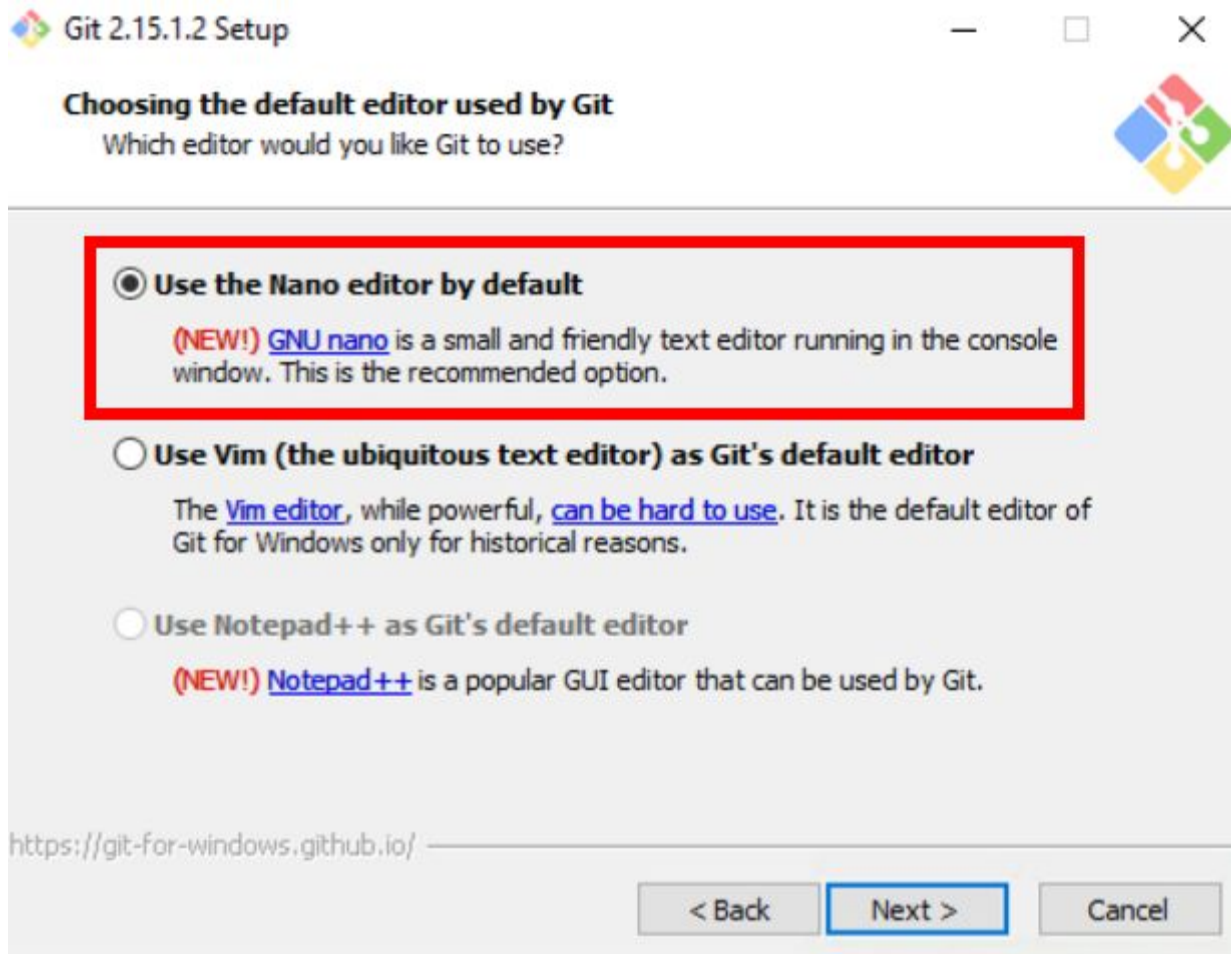 Git 2.15.1.2 Setup
Choosing the default editor used by Git
Which editor would you like Git to use?
Use the Nano editor by default
(NEW!) GNU nano is a small and friendly text editor running in the console
window. This is the recommended option.
Use Vim (the ubiquitous text editor) as Git's default editor
The Vim editor, while powerful, can be hard to use. It is the default editor of
Git for Windows only for historical reasons.
Use Notepad++ as Git's default editor
(NEW!) Notepad++ is a popular GUI editor that can be used by Git.
https://git-for-windows.github.io/
< Back Next > Cancel